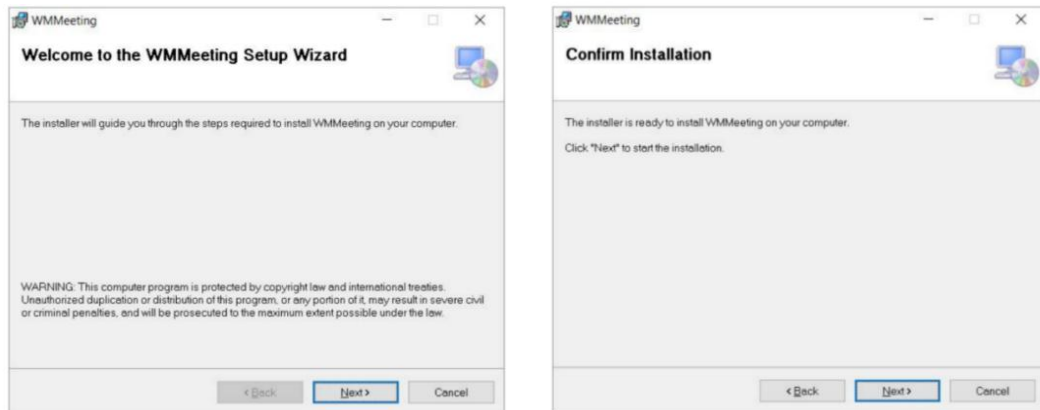 WMMeeting
Welcome to the WMMeeting Setup Wizard
The installer will guide you through the steps required to install WMMeeting on your computer.
WARNING: This computer program is protected by copyright law and international treaties.
Unauthorized duplication or distribution of this program, or any portion of it, may result in severe civil
or criminal penalties, and will be prosecuted to the maximum extent possible under the law.
< Back
Next >
Cancel
WMMeeting
Confirm Installation
The installer is ready to install WMMeeting on your computer.
Click "Next" to start the installation.
< Back
Next >
Cancel